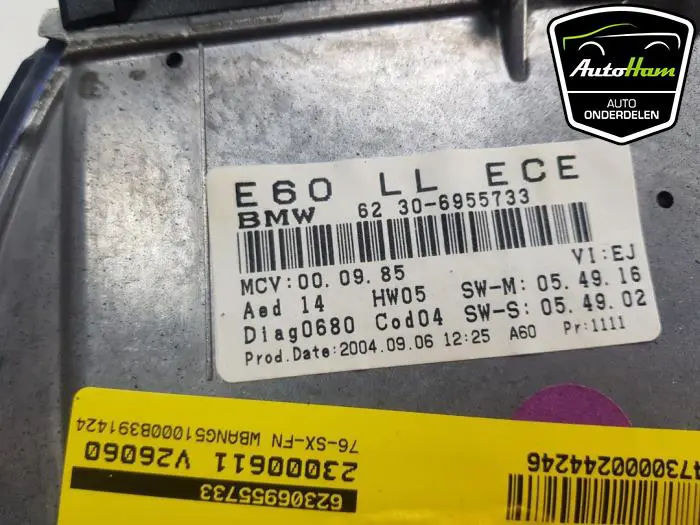 AutoHam
AUTO
ONDERDELEN
E60 LL ECE
BMW 62 30-6955733
VI:EJ
MCV:00.09.85
Aed 14 HW05 SW-M: 05.49.16
Diag0680 Cod04 SW-S: 05.49.02
Prod.Date:2004.09.06 12:25 A60 Pr:1111
62306955733
23000611 V26060
76-SX-FN WBANG51000B391424
4730000244246